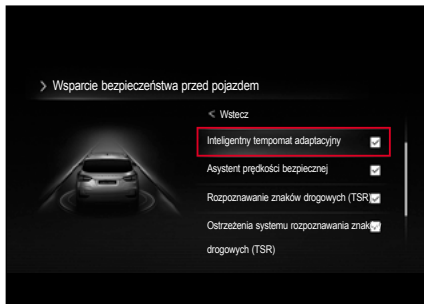 > Wsparcie bezpieczeństwa przed pojazdem
< Wstecz
Inteligentny tempomat adaptacyjny
Asystent prędkości bezpiecznej
Rozpoznawanie znaków drogowych (TSR)
Ostrzeżenia systemu rozpoznawania znak
drogowych (TSR)